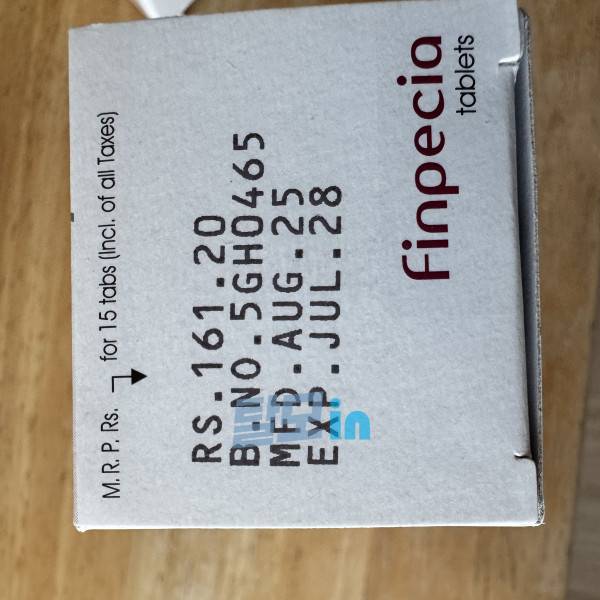 M. R. P. Rs. for 15 tabs (Incl. of all Taxes)
RS.161.20
B.NO.5GH0465
MFD.AUG.25
EXP.JUL.28
Finpecia
tablets
in